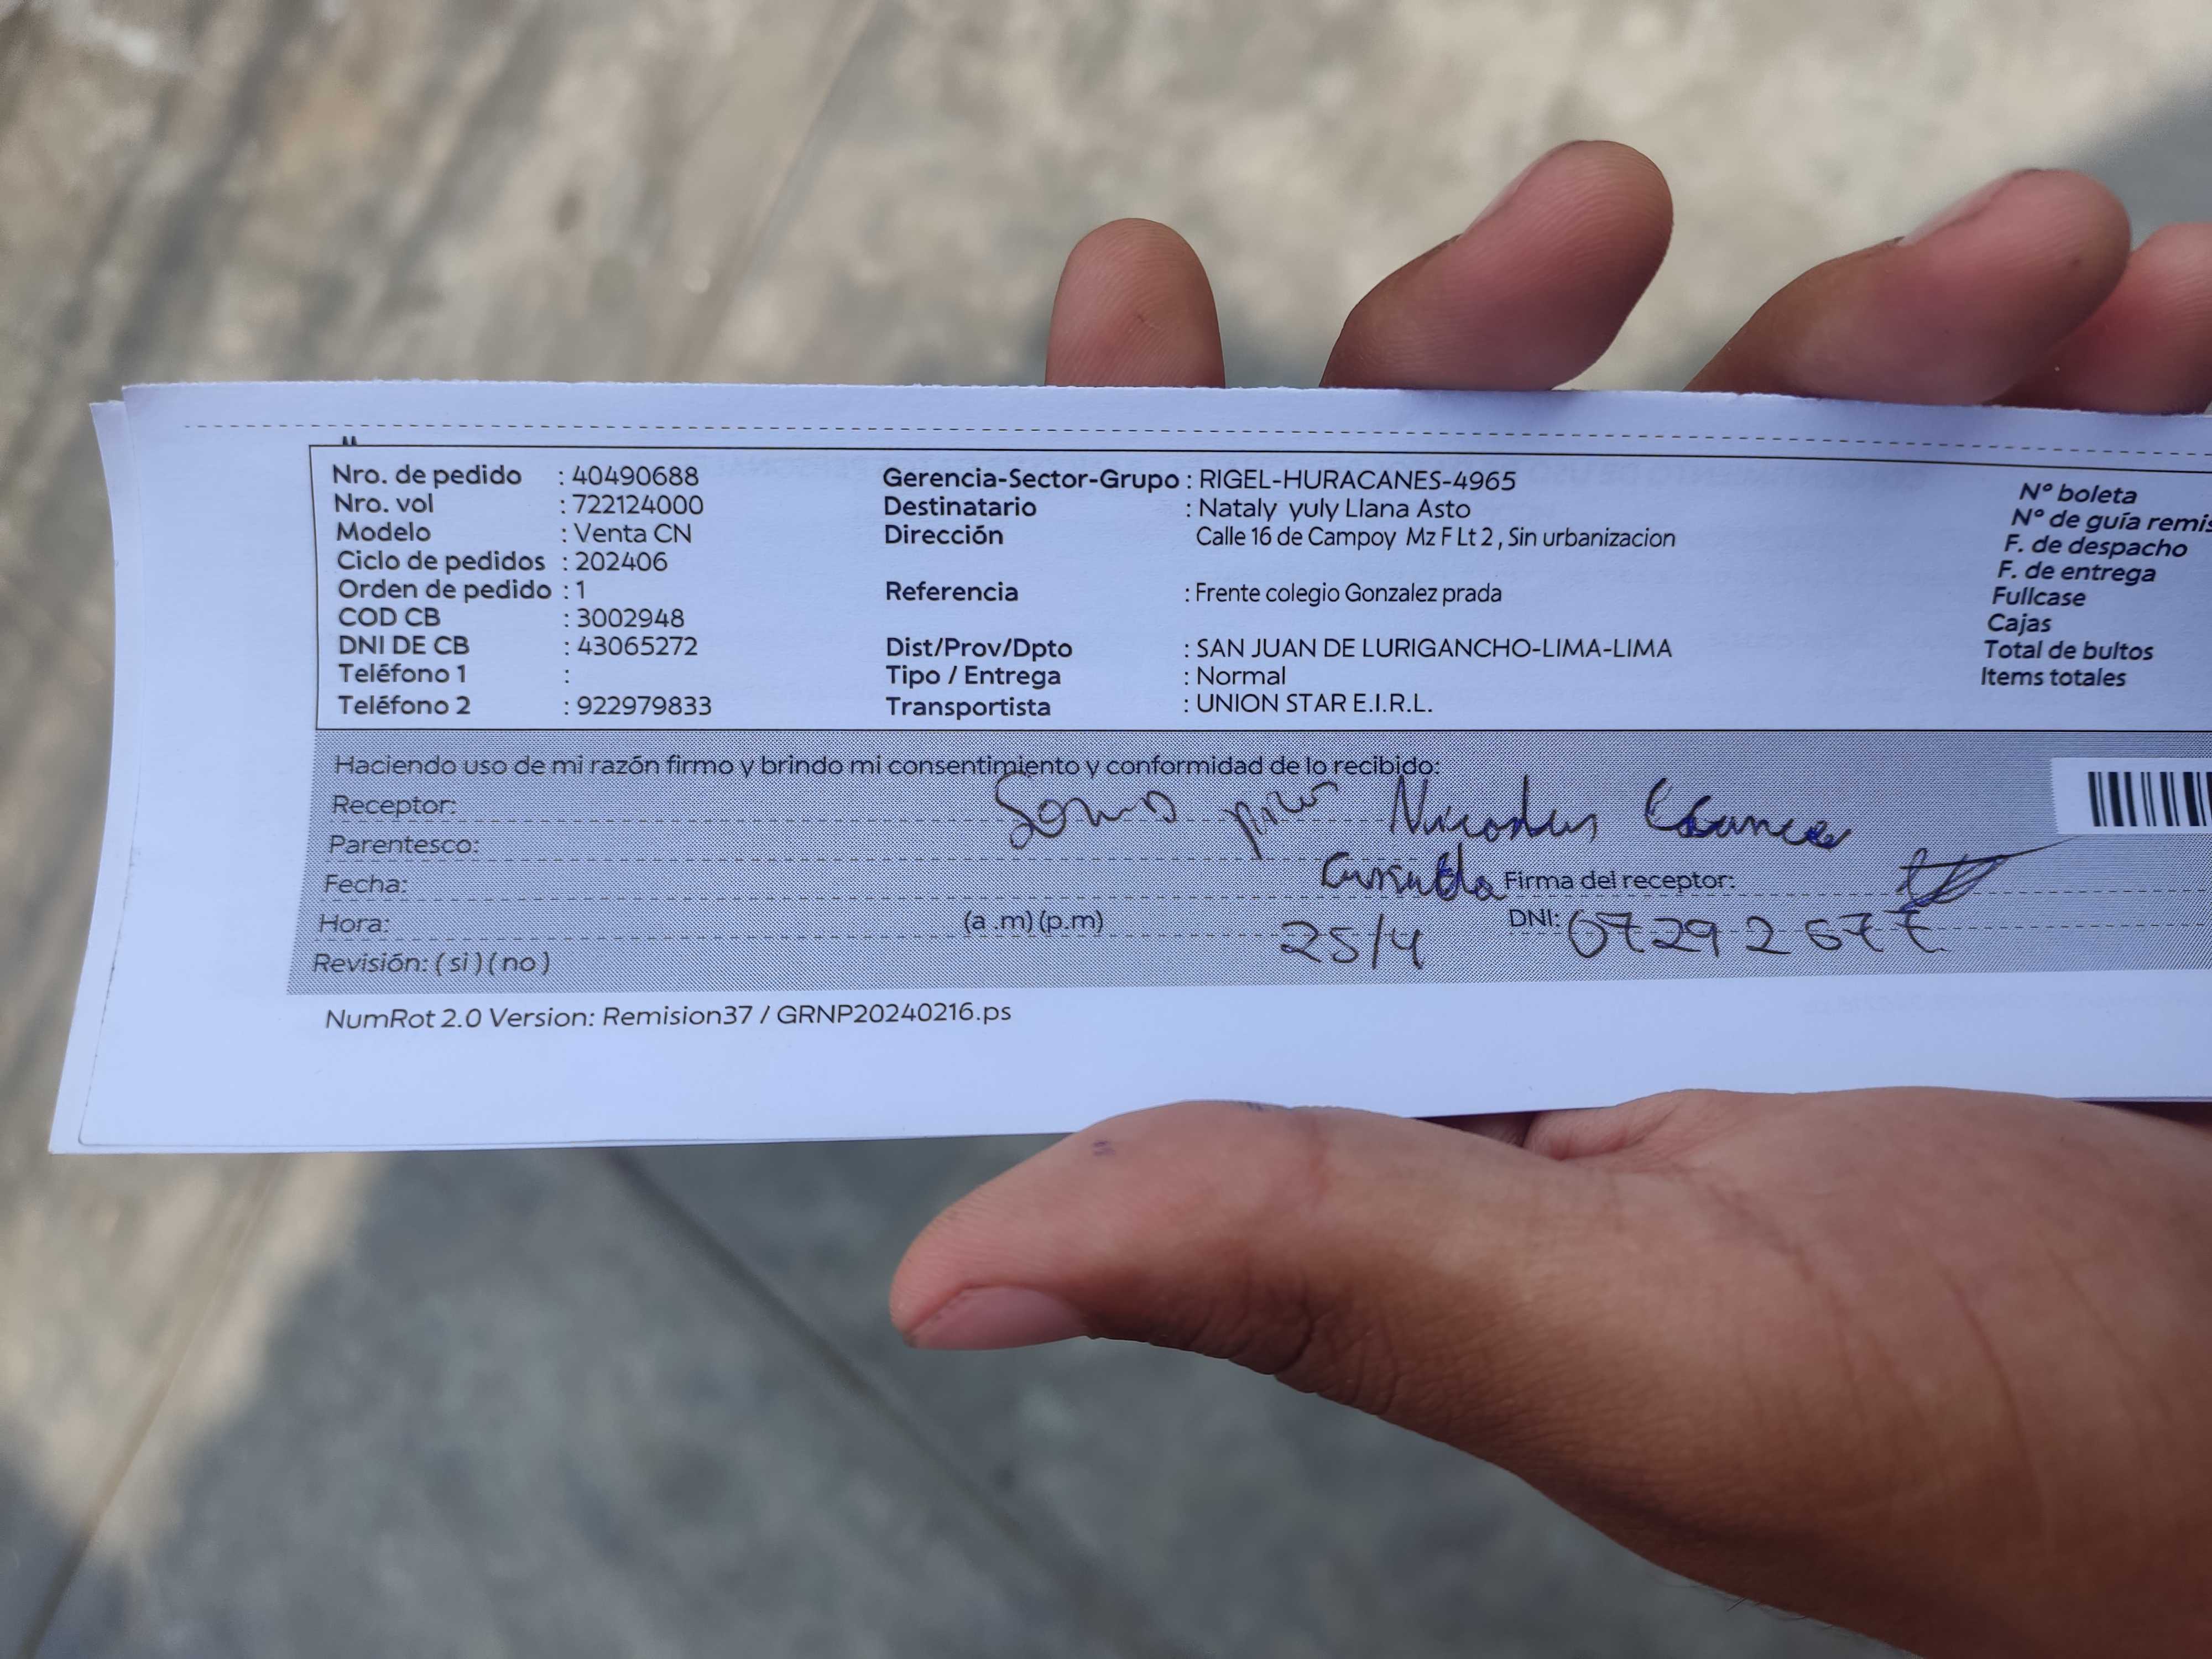 Nro. de pedido : 40490688
Nro. vol : 722124000
Modelo : Venta CN
Ciclo de pedidos : 202406
Orden de pedido : 1
COD CB : 3002948
DNI DE CB : 43065272
Teléfono 1 :
Teléfono 2 : 922979833
Gerencia-Sector-Grupo : RIGEL-HURACANES-4965
Destinatario : Nataly yuly Llana Asto
Dirección Calle 16 de Campoy Mz F Lt 2 , Sin urbanizacion
Referencia : Frente colegio Gonzalez prada
Dist/Prov/Dpto : SAN JUAN DE LURIGANCHO-LIMA-LIMA
Tipo / Entrega : Normal
Transportista : UNION STAR E.I.R.L.
N° boleta
N° de guía remis
F. de despacho
F. de entrega
Fullcase
Cajas
Total de bultos
Items totales
Haciendo uso de mi razón firmo y brindo mi consentimiento y conformidad de lo recibido:
Receptor:
Parentesco:
Fecha: Firma del receptor:
Hora: (a .m) (p.m) 25/4 DNI: 07292677
Revisión: ( si ) ( no )
NumRot 2.0 Version: Remision37 / GRNP20240216.ps